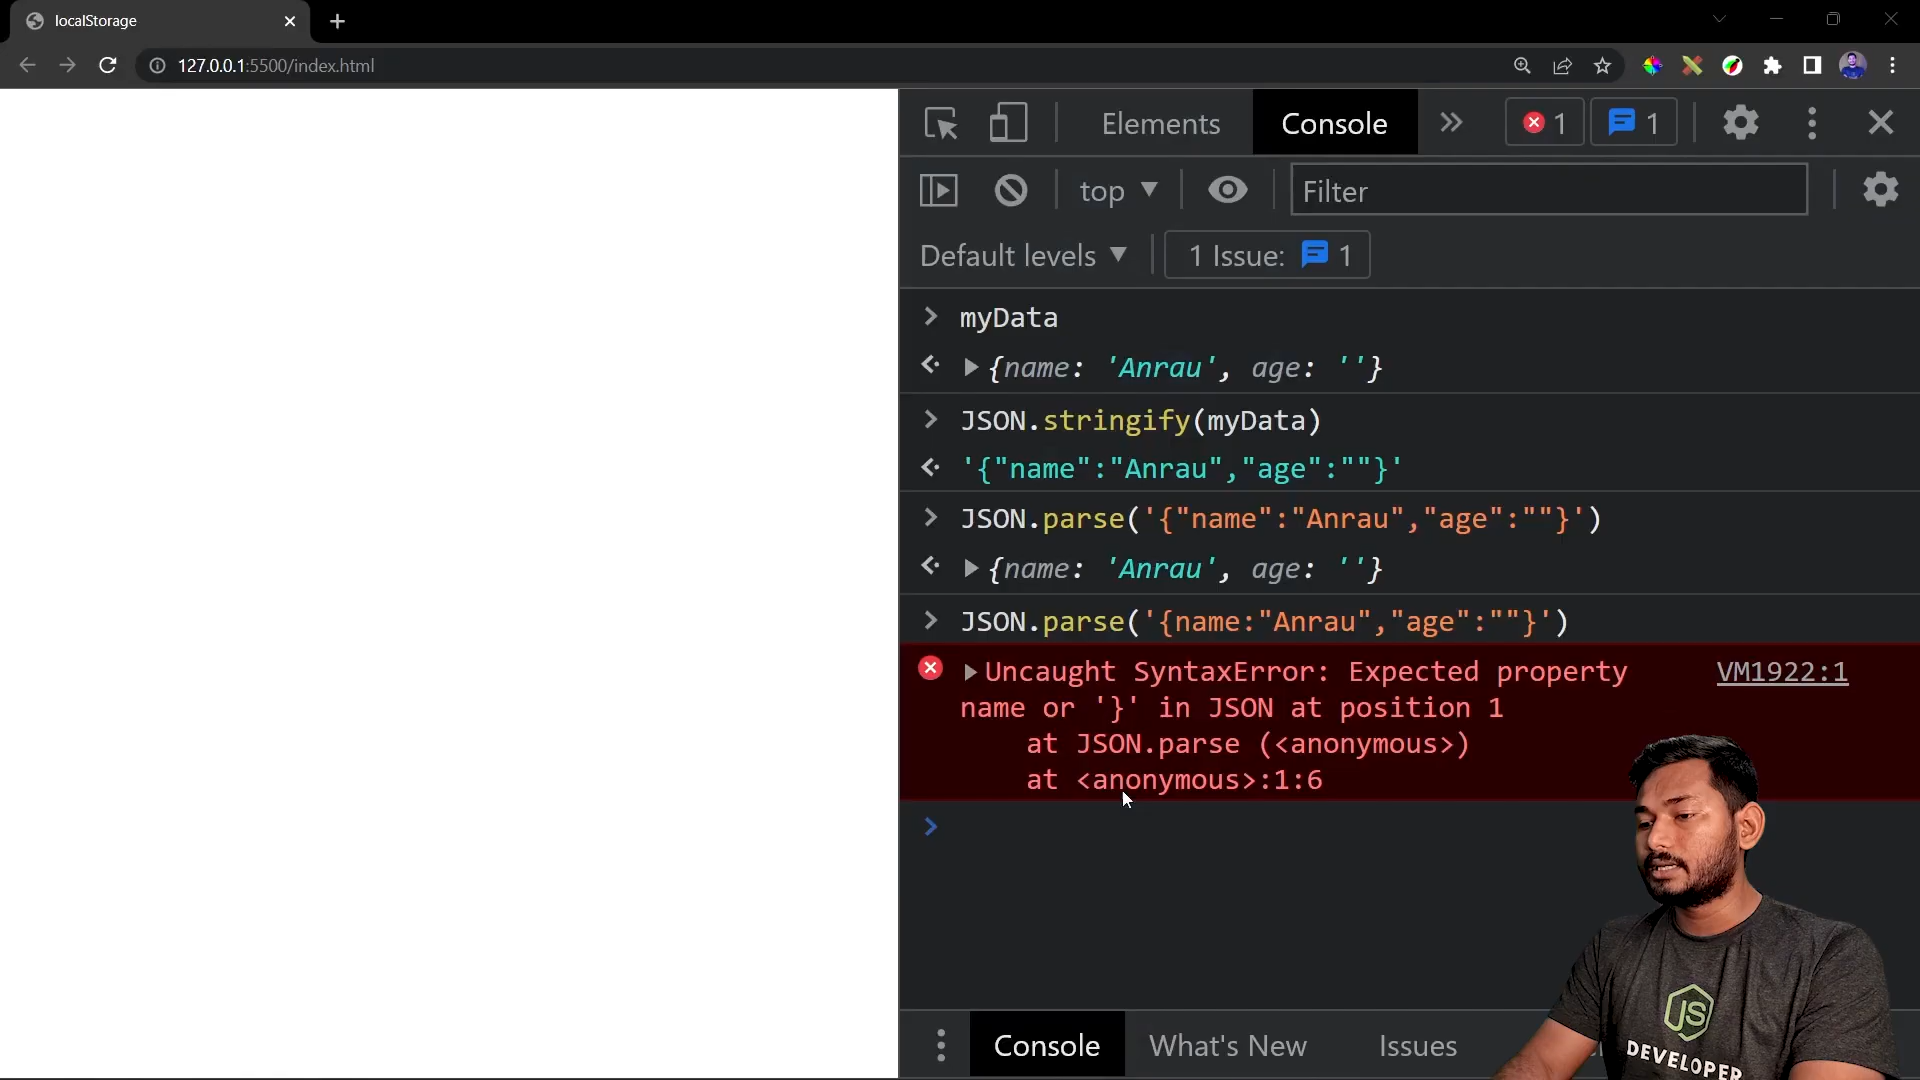 localStorage
127.0.0.1:5500/index.html
Elements
Console
1
1
top
Filter
Default levels
1 Issue:
1
myData
{name: 'Anrau', age: ''}
JSON.stringify(myData)
'{"name":"Anrau","age":""}'
JSON.parse('{"name":"Anrau","age":""}')
{name: 'Anrau', age: ''}
JSON.parse('{name:"Anrau","age":""}')
Uncaught SyntaxError: Expected property
VM1922:1
name or '}' in JSON at position 1
at JSON.parse (<anonymous>)
at <anonymous>:1:6
Console
What's New
Issues
JS
DEVELOPER